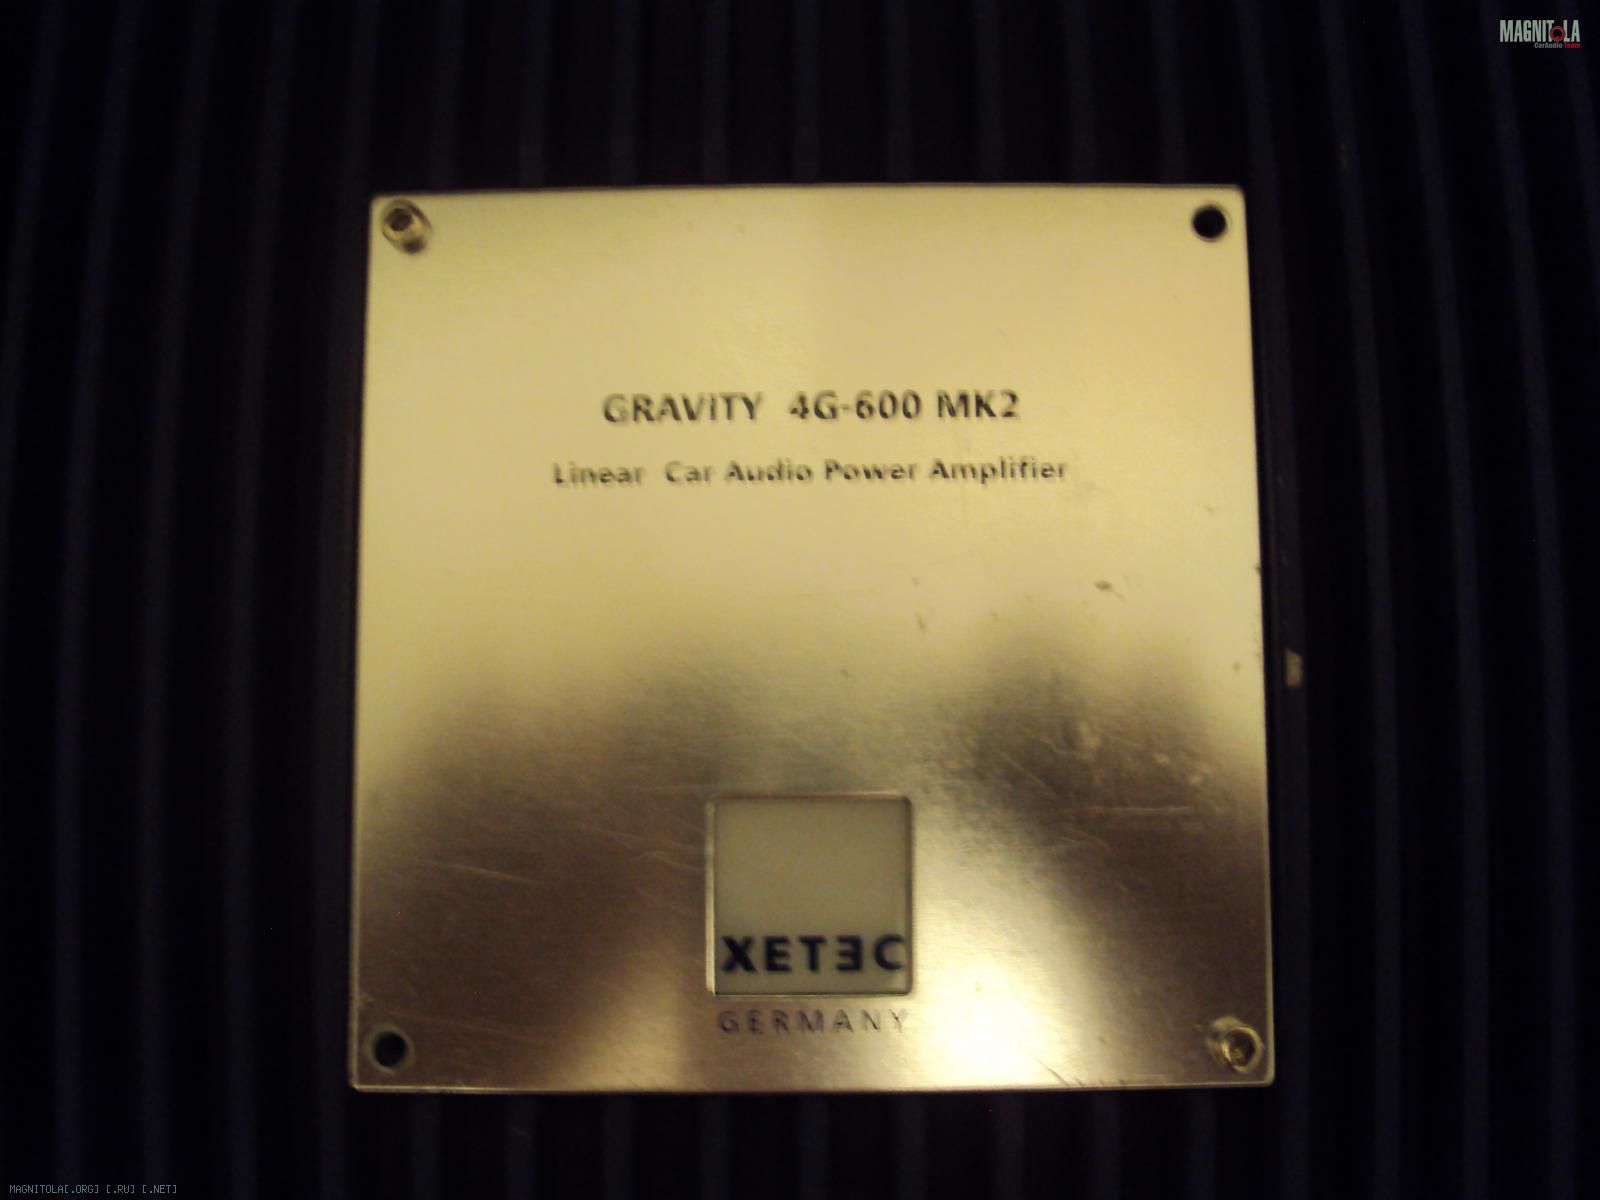 MAGNITOLA
CarAudio Team
GRAVITY 4G-600 MK2
Linear Car Audio Power Amplifier
XETEC
GERMANY
MAGNITOLA[.ORG] [.RU] [.NET]